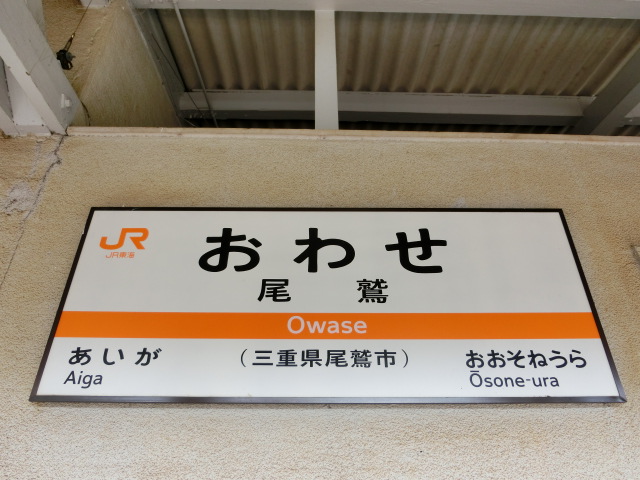 JR
JR東海
おわせ
尾鷲
Owase
あいが
Aiga
(三重県尾鷲市)
おおそねうら
Ōsone-ura